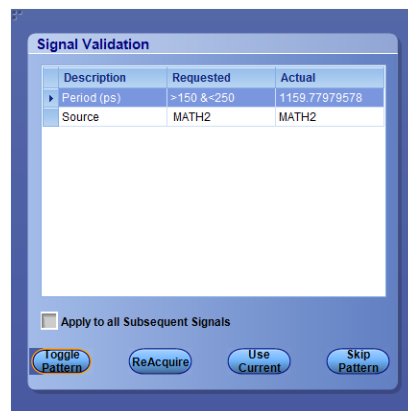 Signal Validation
Description Requested Actual
Period (ps) >150 &<250 1159.77979578
Source MATH2 MATH2
Apply to all Subsequent Signals
Toggle
Pattern
ReAcquire
Use
Current
Skip
Pattern